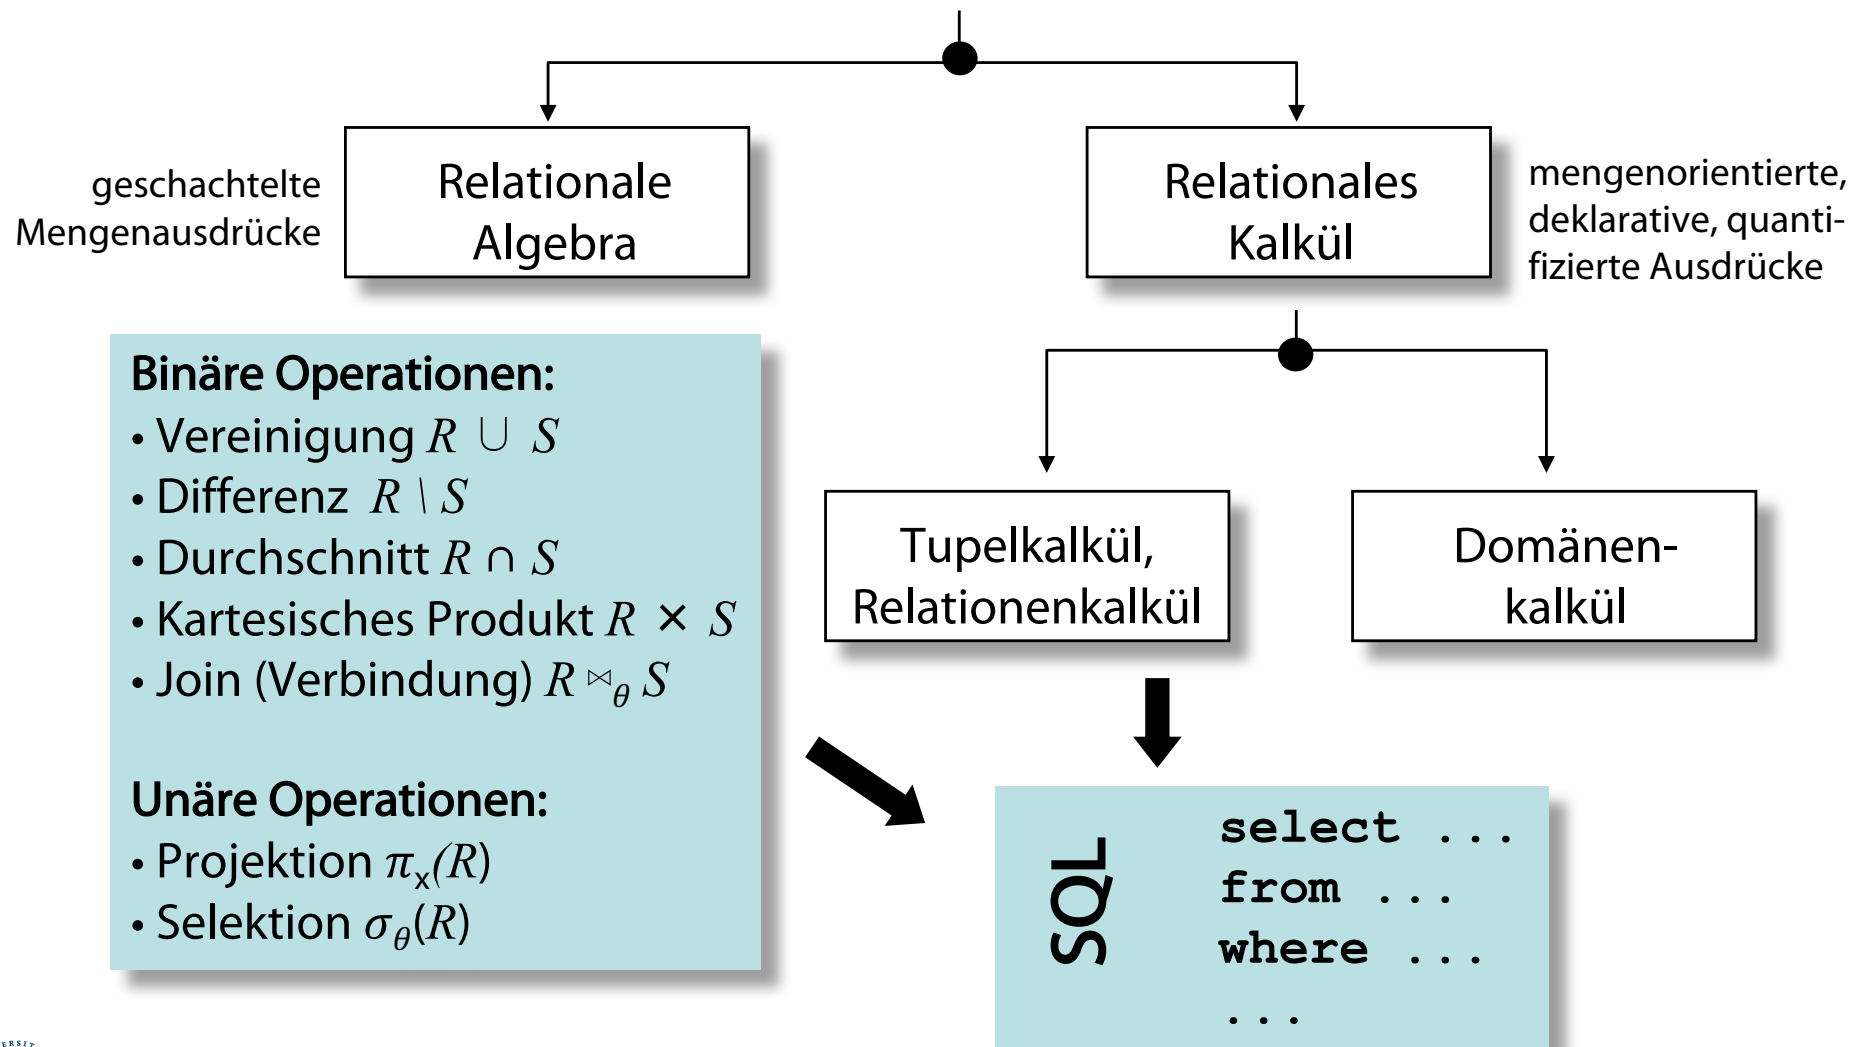 geschachtelte
Mengenausdrücke
Relationale
Algebra
Relationales
Kalkül
mengenorientierte,
deklarative, quanti-
fizierte Ausdrücke
Binäre Operationen:
• Vereinigung R ∪ S
• Differenz R \ S
• Durchschnitt R ∩ S
• Kartesisches Produkt R × S
• Join (Verbindung) R ⋈θ S
Unäre Operationen:
• Projektion πx(R)
• Selektion σθ(R)
Tupelkalkül,
Relationenkalkül
Domänen-
kalkül
SQL
select ...
from ...
where ...
...